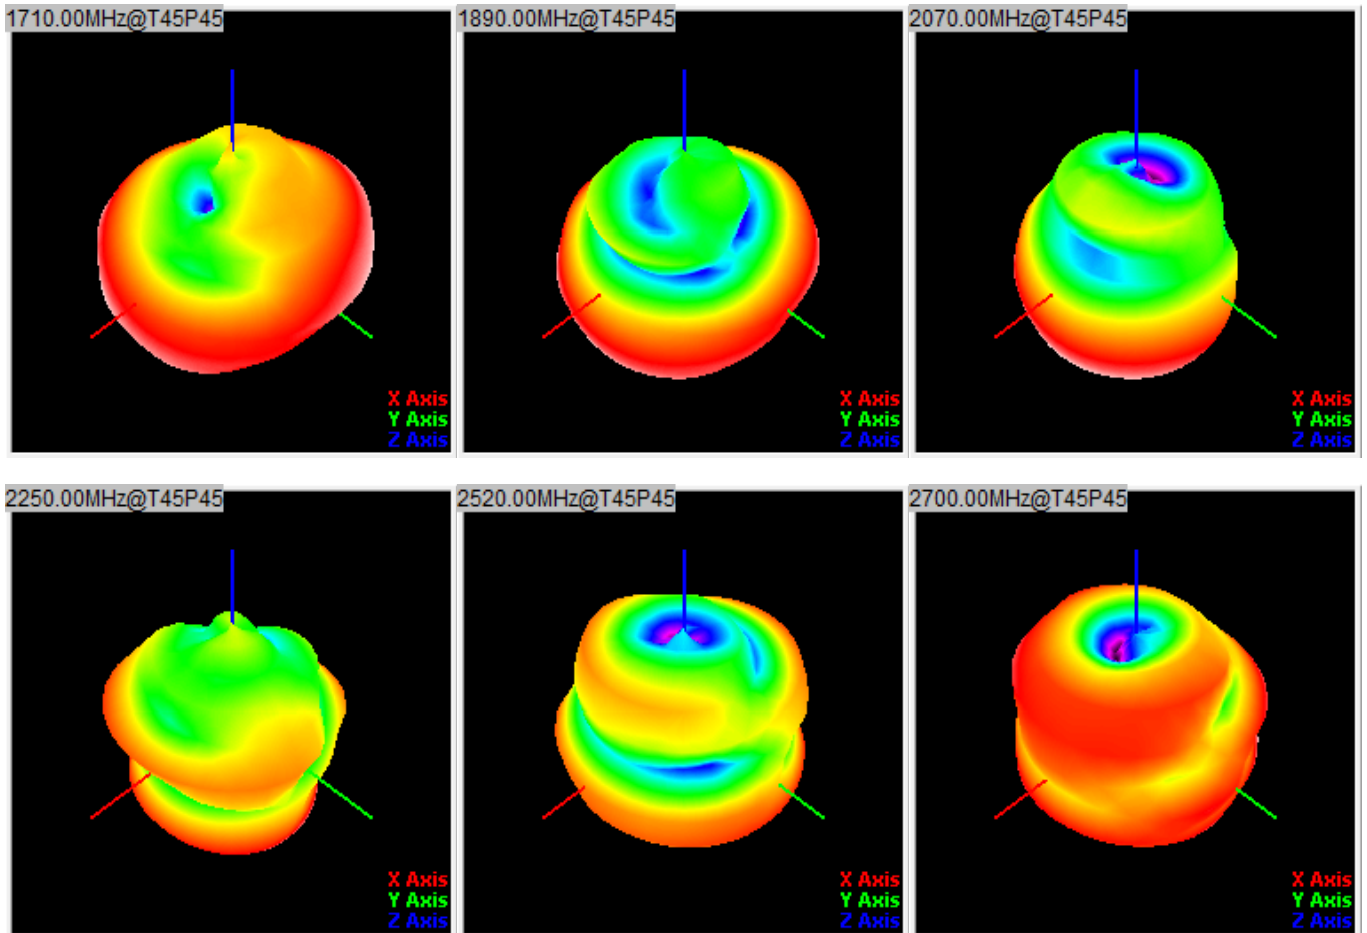 1710.00MHz@T45P45
X Axis
Y Axis
Z Axis
1890.00MHz@T45P45
X Axis
Y Axis
Z Axis
2070.00MHz@T45P45
X Axis
Y Axis
Z Axis
2250.00MHz@T45P45
X Axis
Y Axis
Z Axis
2520.00MHz@T45P45
X Axis
Y Axis
Z Axis
2700.00MHz@T45P45
X Axis
Y Axis
Z Axis